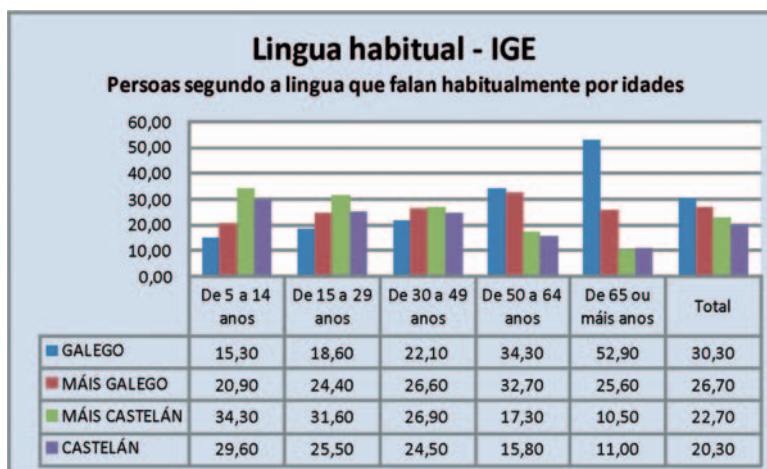 Lingua habitual - IGE
Persoas segundo a lingua que falan habitualmente por idades
60,00
50,00
40,00
30,00
20,00
10,00
0,00
De 5 a 14 anos De 15 a 29 anos De 30 a 49 anos De 50 a 64 anos De 65 ou máis anos Total
GALEGO 15,30 18,60 22,10 34,30 52,90 30,30
MÁIS GALEGO 20,90 24,40 26,60 32,70 25,60 26,70
MÁIS CASTELÁN 34,30 31,60 26,90 17,30 10,50 22,70
CASTELÁN 29,60 25,50 24,50 15,80 11,00 20,30